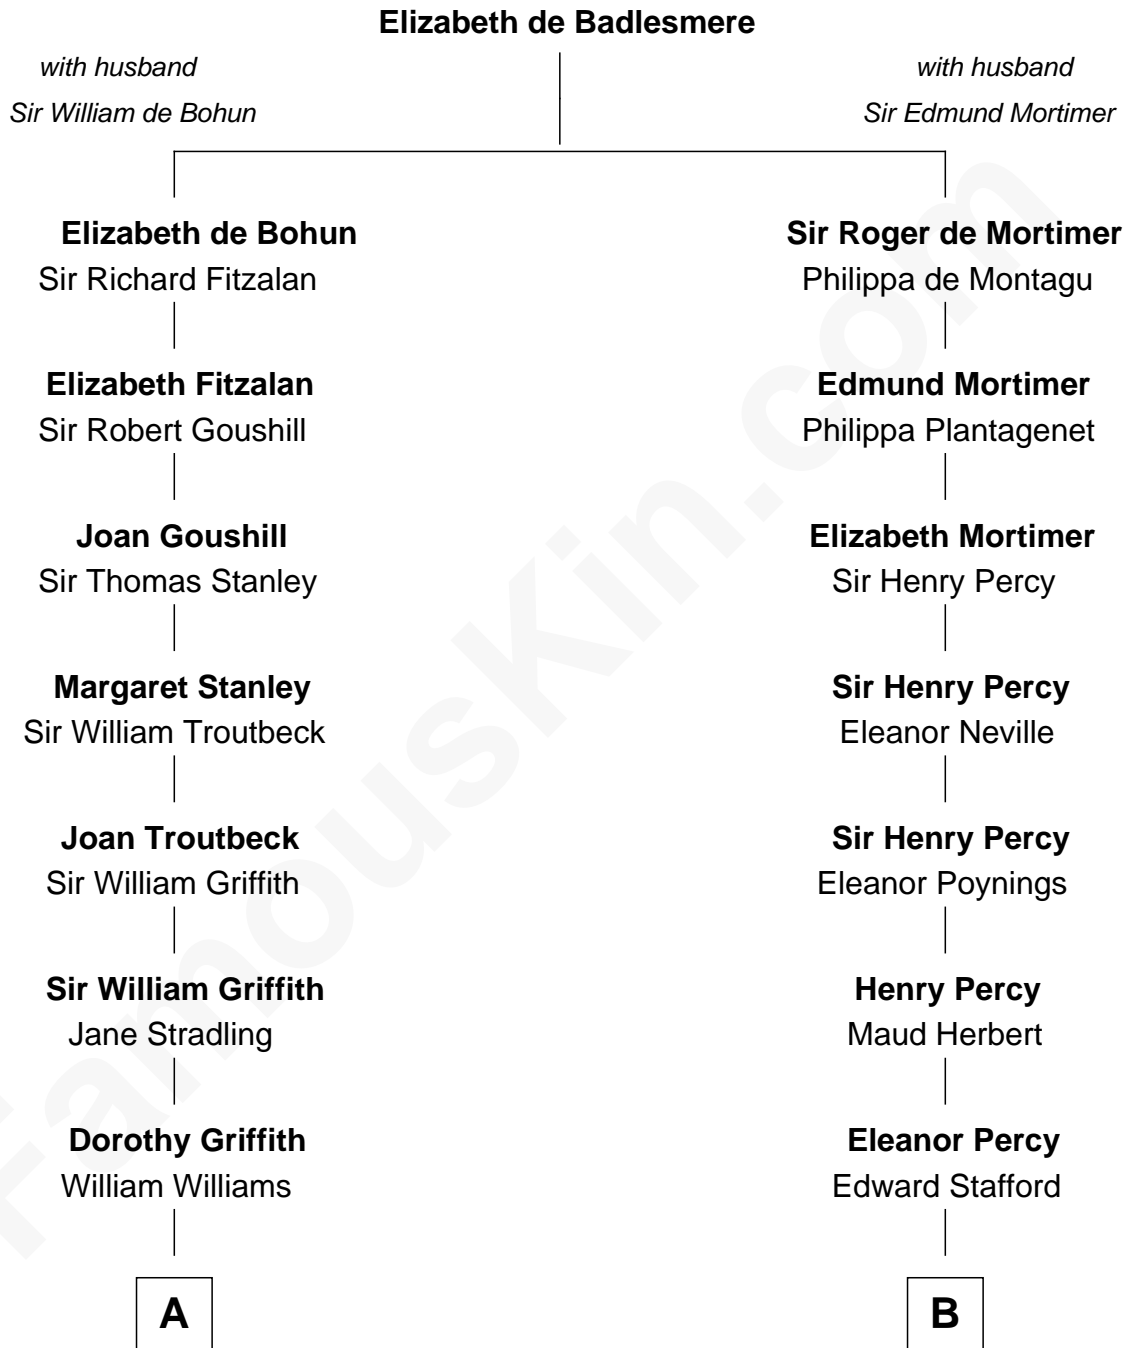 Elizabeth de Badlesmere
with husband
Sir William de Bohun
with husband
Sir Edmund Mortimer
Elizabeth de Bohun
Sir Richard Fitzalan
Elizabeth Fitzalan
Sir Robert Goushill
Joan Goushill
Sir Thomas Stanley
Margaret Stanley
Sir William Troutbeck
Joan Troutbeck
Sir William Griffith
Sir William Griffith
Jane Stradling
Dorothy Griffith
William Williams
A
Sir Roger de Mortimer
Philippa de Montagu
Edmund Mortimer
Philippa Plantagenet
Elizabeth Mortimer
Sir Henry Percy
Sir Henry Percy
Eleanor Neville
Sir Henry Percy
Eleanor Poynings
Henry Percy
Maud Herbert
Eleanor Percy
Edward Stafford
B
FamousKin.com